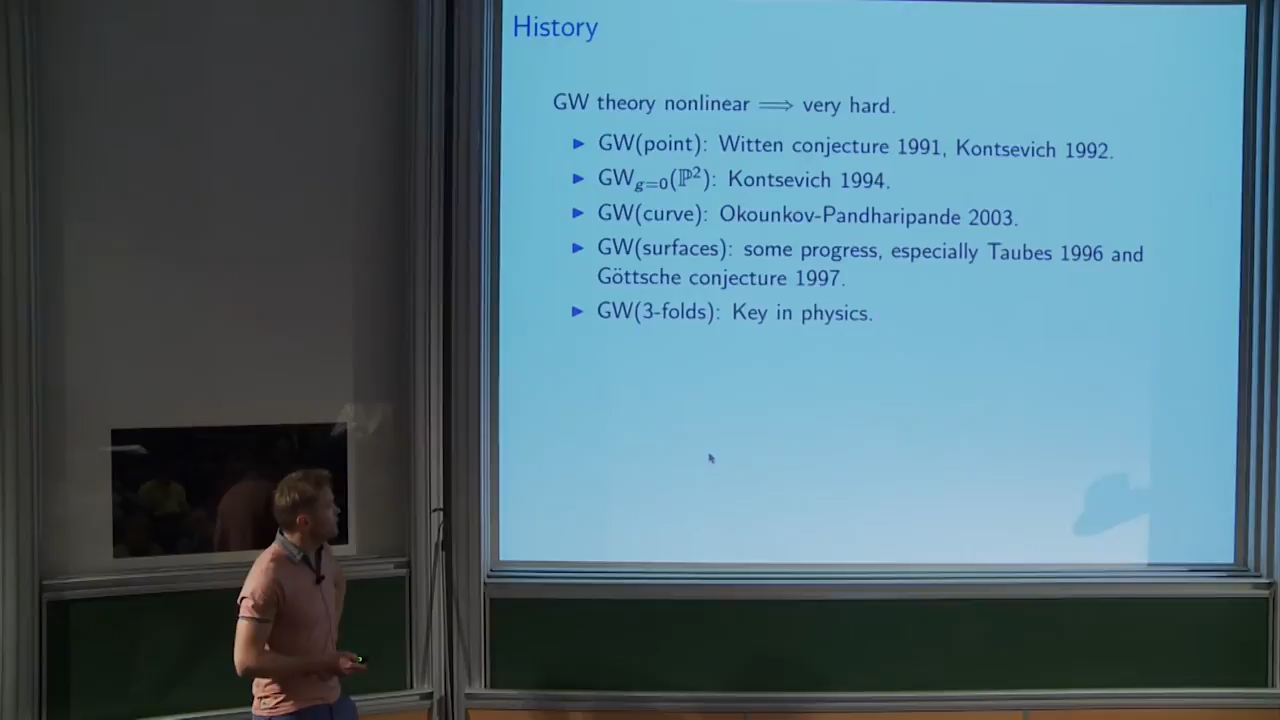 History
GW theory nonlinear ⟹ very hard.
▶ GW(point): Witten conjecture 1991, Kontsevich 1992.
▶ GW_{g=0}(ℙ²): Kontsevich 1994.
▶ GW(curve): Okounkov-Pandharipande 2003.
▶ GW(surfaces): some progress, especially Taubes 1996 and
Göttsche conjecture 1997.
▶ GW(3-folds): Key in physics.